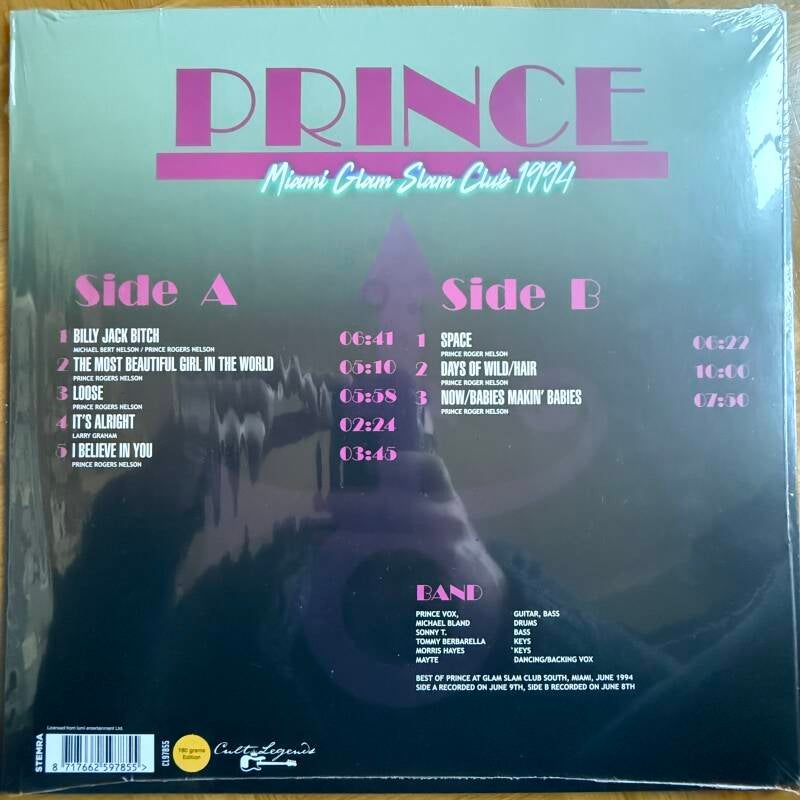 PRINCE
Miami Glam Slam Club 1994
Side A
1 BILLY JACK BITCH 06:41
MICHAEL BERT NELSON / PRINCE ROGERS NELSON
2 THE MOST BEAUTIFUL GIRL IN THE WORLD 05:10
PRINCE ROGERS NELSON
3 LOOSE 05:58
PRINCE ROGERS NELSON
4 IT'S ALRIGHT 02:24
LARRY GRAHAM
5 I BELIEVE IN YOU 03:45
PRINCE ROGERS NELSON
Side B
1 SPACE 06:22
PRINCE ROGER NELSON
2 DAYS OF WILD/HAIR 10:00
PRINCE ROGER NELSON
3 NOW/BABIES MAKIN' BABIES 07:50
PRINCE ROGER NELSON
BAND
PRINCE VOX, GUITAR, BASS
MICHAEL BLAND DRUMS
SONNY T. BASS
TOMMY BERBARELLA KEYS
MORRIS HAYES 'KEYS
MAYTE DANCING/BACKING VOX
BEST OF PRINCE AT GLAM SLAM CLUB SOUTH, MIAMI, JUNE 1994
SIDE A RECORDED ON JUNE 9TH, SIDE B RECORDED ON JUNE 8TH
Licensed from Ismi entertainment Ltd.
STEMRA
8 717662 597855 >
CL97855
180 grams
Edition
Cult Legends